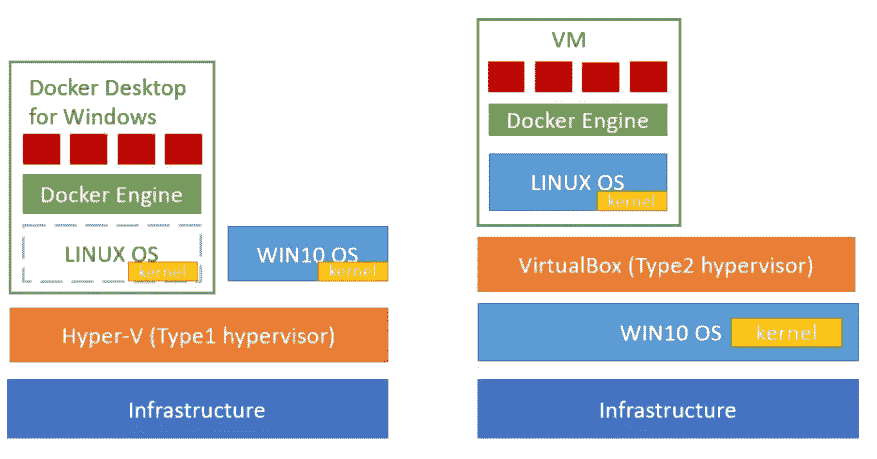 Docker Desktop
for Windows
Docker Engine
LINUX OS
kernel
WIN10 OS
kernel
Hyper-V (Type1 hypervisor)
Infrastructure
VM
Docker Engine
LINUX OS
kernel
VirtualBox (Type2 hypervisor)
WIN10 OS
kernel
Infrastructure